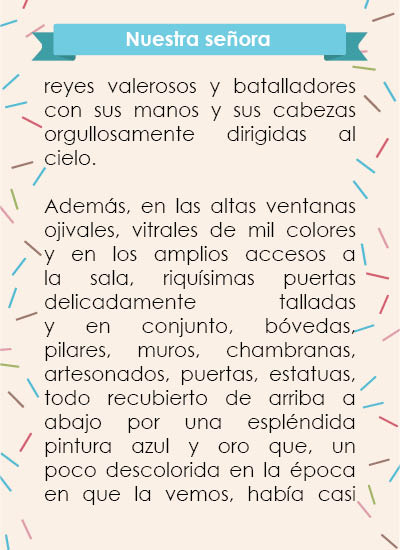 Nuestra señora
reyes valerosos y batalladores
con sus manos y sus cabezas
orgullosamente dirigidas al
cielo.
Además, en las altas ventanas
ojivales, vitrales de mil colores
y en los amplios accesos a
la sala, riquísimas puertas
delicadamente talladas
y en conjunto, bóvedas,
pilares, muros, chambranas,
artesonados, puertas, estatuas,
todo recubierto de arriba a
abajo por una espléndida
pintura azul y oro que, un
poco descolorida en la época
en que la vemos, había casi